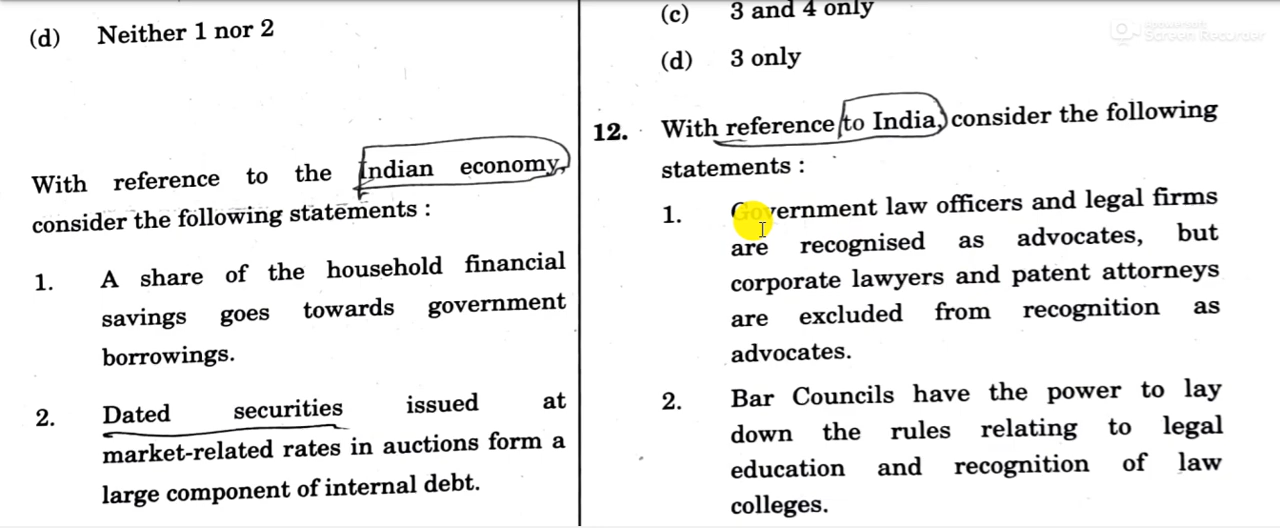 (d) Neither 1 nor 2
With reference to the Indian economy,
consider the following statements :
1. A share of the household financial
savings goes towards government
borrowings.
2. Dated securities issued at
market-related rates in auctions form a
large component of internal debt.
(c) 3 and 4 only
(d) 3 only
12. With reference to India, consider the following
statements :
1. Government law officers and legal firms
are recognised as advocates, but
corporate lawyers and patent attorneys
are excluded from recognition as
advocates.
2. Bar Councils have the power to lay
down the rules relating to legal
education and recognition of law
colleges.
Screen Recorder